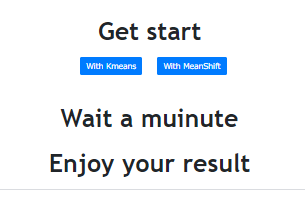 Get start
With Kmeans With MeanShift
Wait a muinute
Enjoy your result